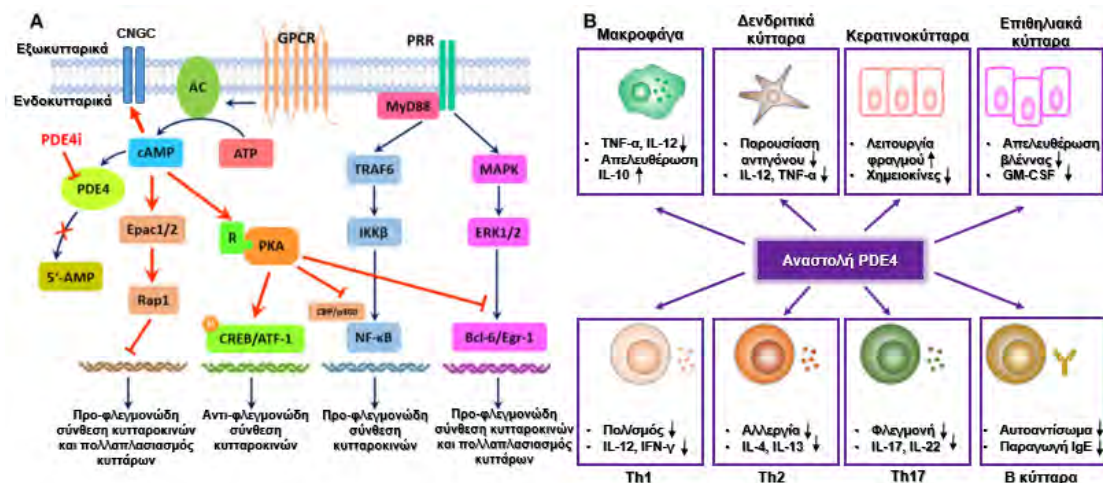 A
CNGC
GPCR
PRR
Εξωκυτταρικά
Ενδοκυτταρικά
AC
MyD88
PDE4i
cAMP
ATP
TRAF6
MAPK
PDE4
Epac1/2
R
PKA
IKKβ
ERK1/2
5'-AMP
Rap1
CBP/p300
CREB/ATF-1
NF-κB
Bcl-6/Egr-1
Προ-φλεγμονώδη
σύνθεση κυτταροκινών
και πολλαπλασιασμός
κυττάρων
Αντι-φλεγμονώδη
σύνθεση
κυτταροκινών
Προ-φλεγμονώδη
σύνθεση
κυτταροκινών
Προ-φλεγμονώδη
σύνθεση κυτταροκινών
και πολλαπλασιασμός
κυττάρων
B
Μακροφάγα
Δενδριτικά
κύτταρα
Κερατινοκύτταρα
Επιθηλιακά
κύτταρα
• TNF-α, IL-12↓
• Απελευθέρωση
IL-10 ↑
• Παρουσίαση
αντιγόνου ↓
• IL-12, TNF-α ↓
• Λειτουργία
φραγμού ↑
• Χημειοκίνες ↓
• Απελευθέρωση
βλέννας ↓
• GM-CSF ↓
Αναστολή PDE4
• Πολ/σμός ↓
• IL-12, IFN-γ ↓
• Αλλεργία ↓
• IL-4, IL-13 ↓
• Φλεγμονή ↓
• IL-17, IL-22 ↓
• Αυτοαντίσωμα ↓
• Παραγωγή IgE ↓
Th1
Th2
Th17
Β κύτταρα